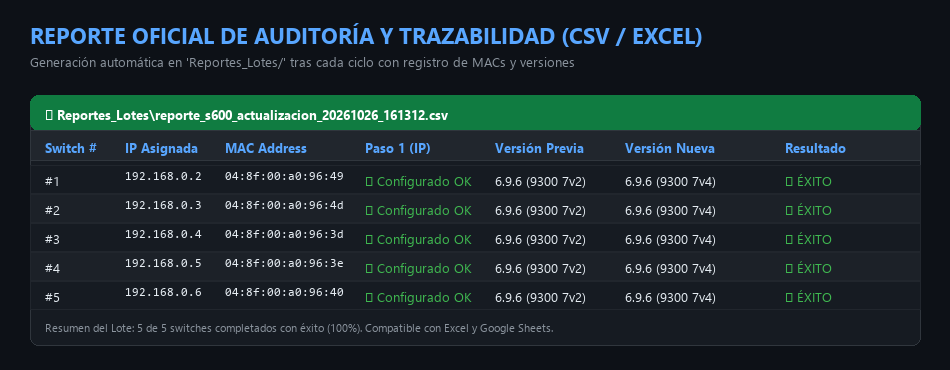 REPORTE OFICIAL DE AUDITORÍA Y TRAZABILIDAD (CSV / EXCEL)
Generación automática en 'Reportes_Lotes/' tras cada ciclo con registro de MACs y versiones
Reportes_Lotes\reporte_s600_actualizacion_20261026_161312.csv
Switch # IP Asignada MAC Address Paso 1 (IP) Versión Previa Versión Nueva Resultado
#1 192.168.0.2 04:8f:00:a0:96:49 Configurado OK 6.9.6 (9300 7v2) 6.9.6 (9300 7v4) ÉXITO
#2 192.168.0.3 04:8f:00:a0:96:4d Configurado OK 6.9.6 (9300 7v2) 6.9.6 (9300 7v4) ÉXITO
#3 192.168.0.4 04:8f:00:a0:96:3d Configurado OK 6.9.6 (9300 7v2) 6.9.6 (9300 7v4) ÉXITO
#4 192.168.0.5 04:8f:00:a0:96:3e Configurado OK 6.9.6 (9300 7v2) 6.9.6 (9300 7v4) ÉXITO
#5 192.168.0.6 04:8f:00:a0:96:40 Configurado OK 6.9.6 (9300 7v2) 6.9.6 (9300 7v4) ÉXITO
Resumen del Lote: 5 de 5 switches completados con éxito (100%). Compatible con Excel y Google Sheets.